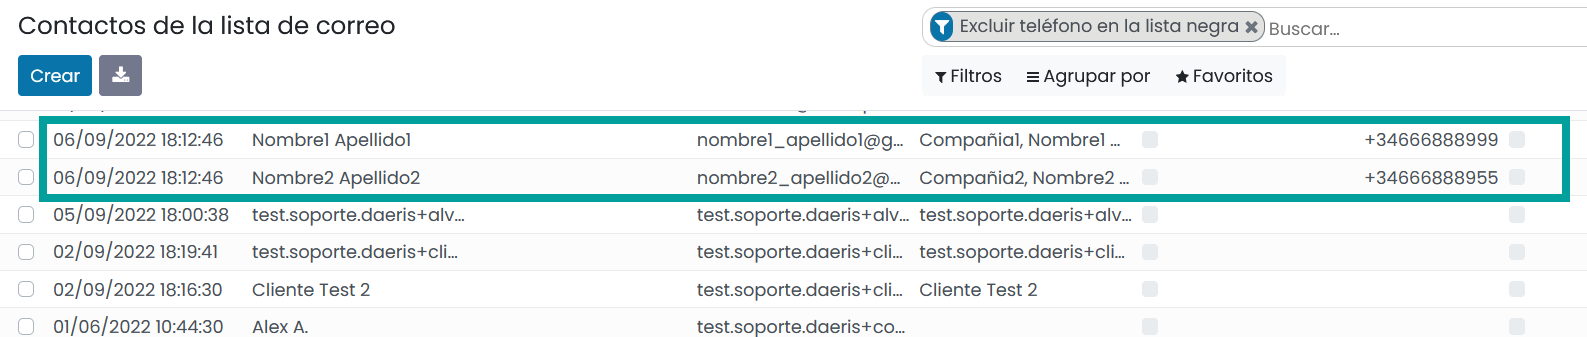 Contactos de la lista de correo
Excluir teléfono en la lista negra × Buscar...
Crear
Filtros Agrupar por Favoritos
06/09/2022 18:12:46 Nombre1 Apellido1 nombre1_apellido1@g... Compañia1, Nombre1 ... +34666888999
06/09/2022 18:12:46 Nombre2 Apellido2 nombre2_apellido2@... Compañia2, Nombre2 ... +34666888955
05/09/2022 18:00:38 test.soporte.daeris+alv... test.soporte.daeris+alv... test.soporte.daeris+alv...
02/09/2022 18:19:41 test.soporte.daeris+cli... test.soporte.daeris+cli... test.soporte.daeris+cli...
02/09/2022 18:16:30 Cliente Test 2 test.soporte.daeris+cli... Cliente Test 2
01/06/2022 10:44:30 Alex A. test.soporte.daeris+co...